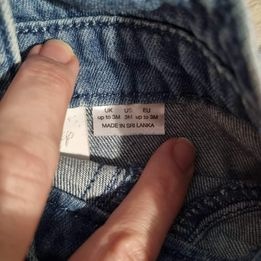 UK US EU
up to 3M 3M up to 3M
MADE IN SRI LANKA